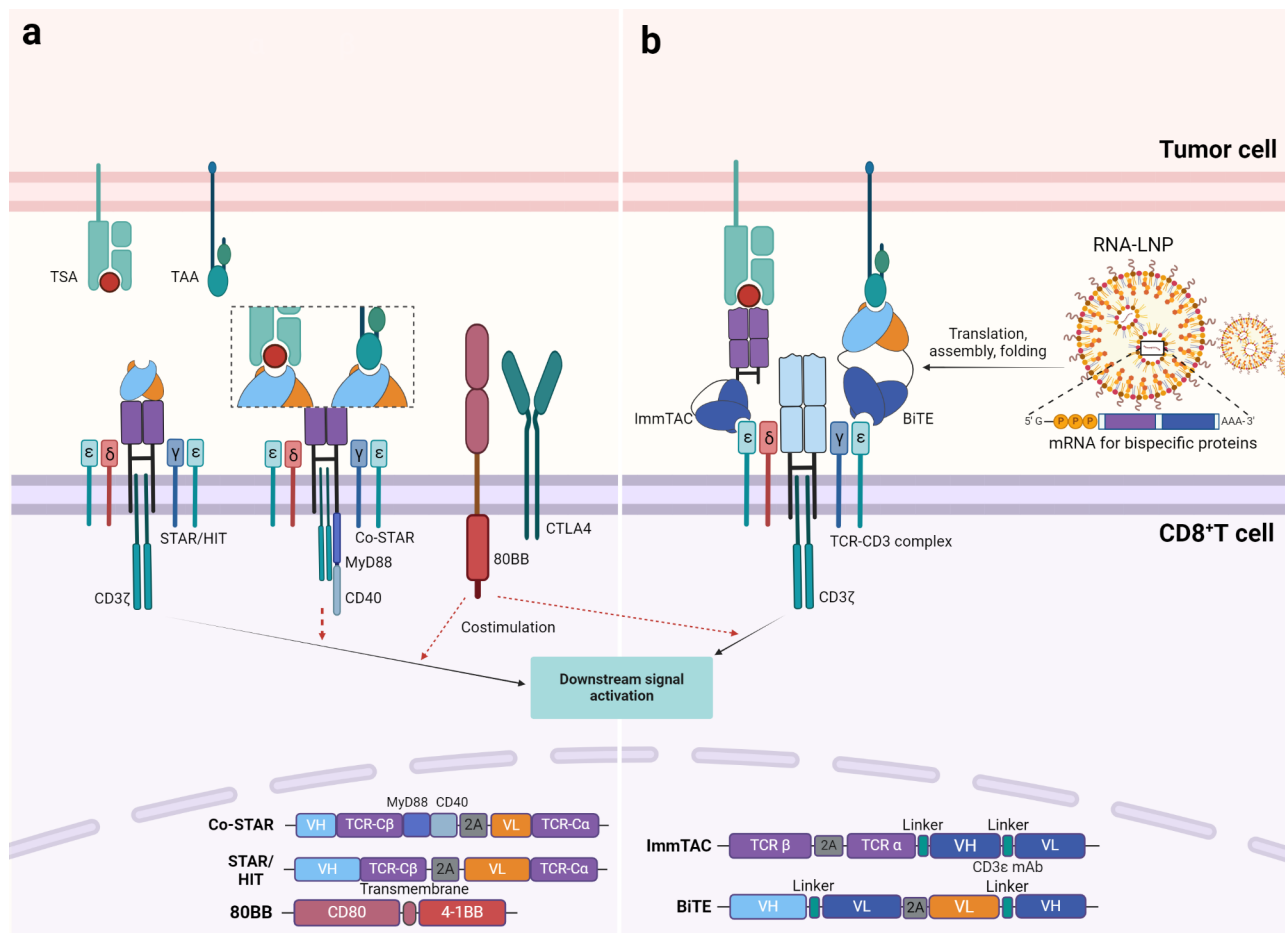 a
b
Tumor cell
TSA
TAA
RNA-LNP
Translation,
assembly, folding
ImmTAC
BiTE
5' G
P P P
AAA-3'
mRNA for bispecific proteins
ε δ γ ε
ε δ γ ε
ε δ γ ε
STAR/HIT
Co-STAR
CTLA4
TCR-CD3 complex
CD8⁺T cell
MyD88
80BB
CD3ζ
CD40
CD3ζ
Costimulation
Downstream signal
activation
MyD88 CD40
Co-STAR VH TCR-Cβ 2A VL TCR-Cα
STAR/
HIT
VH TCR-Cβ 2A VL TCR-Cα
Transmembrane
80BB CD80 4-1BB
Linker Linker
ImmTAC TCR β 2A TCR α VH VL
CD3ε mAb
Linker Linker
BiTE VH VL 2A VL VH